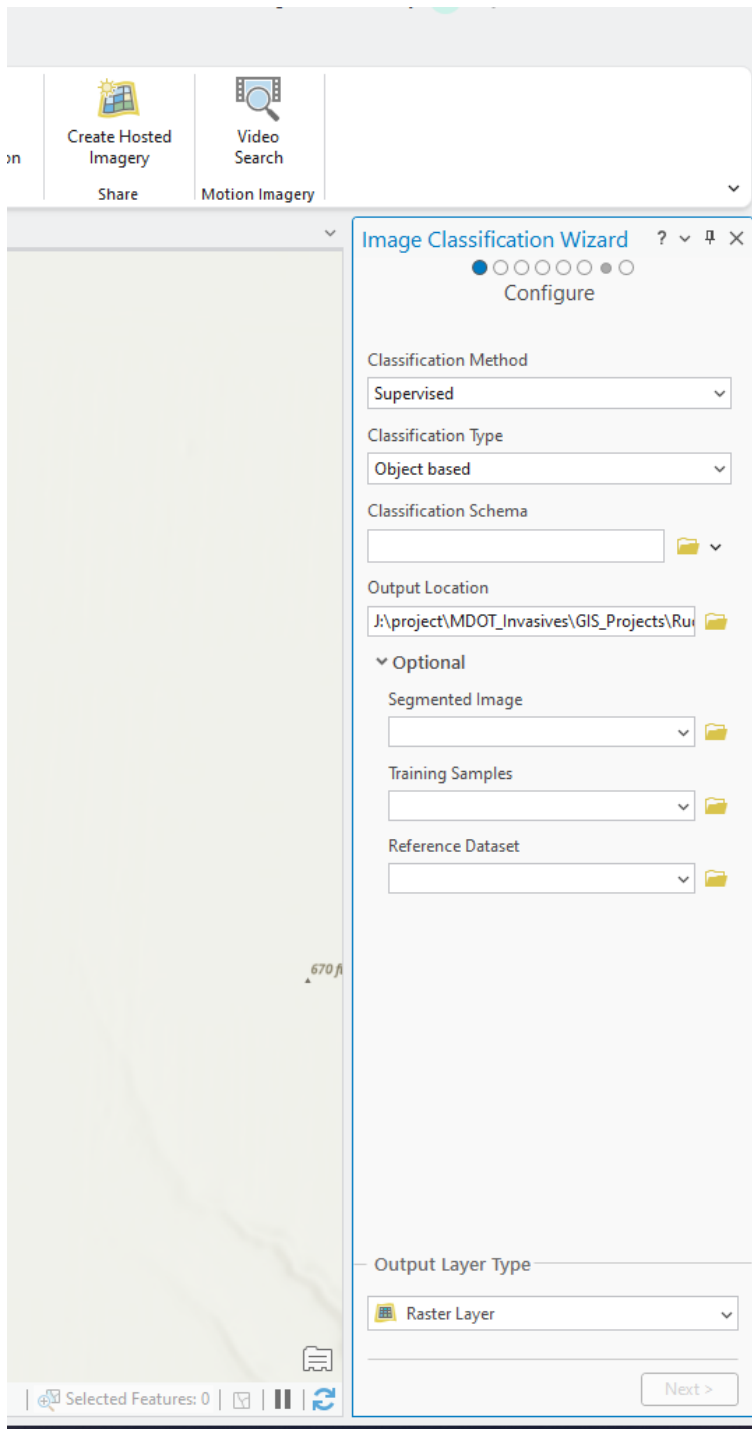 Create Hosted
Imagery
Video
Search
on
Share
Motion Imagery
Image Classification Wizard
?
Configure
Classification Method
Supervised
Classification Type
Object based
Classification Schema
Output Location
J:\project\MDOT_Invasives\GIS_Projects\Ru
Optional
Segmented Image
Training Samples
Reference Dataset
670 f
Output Layer Type
Raster Layer
Selected Features: 0
Next >